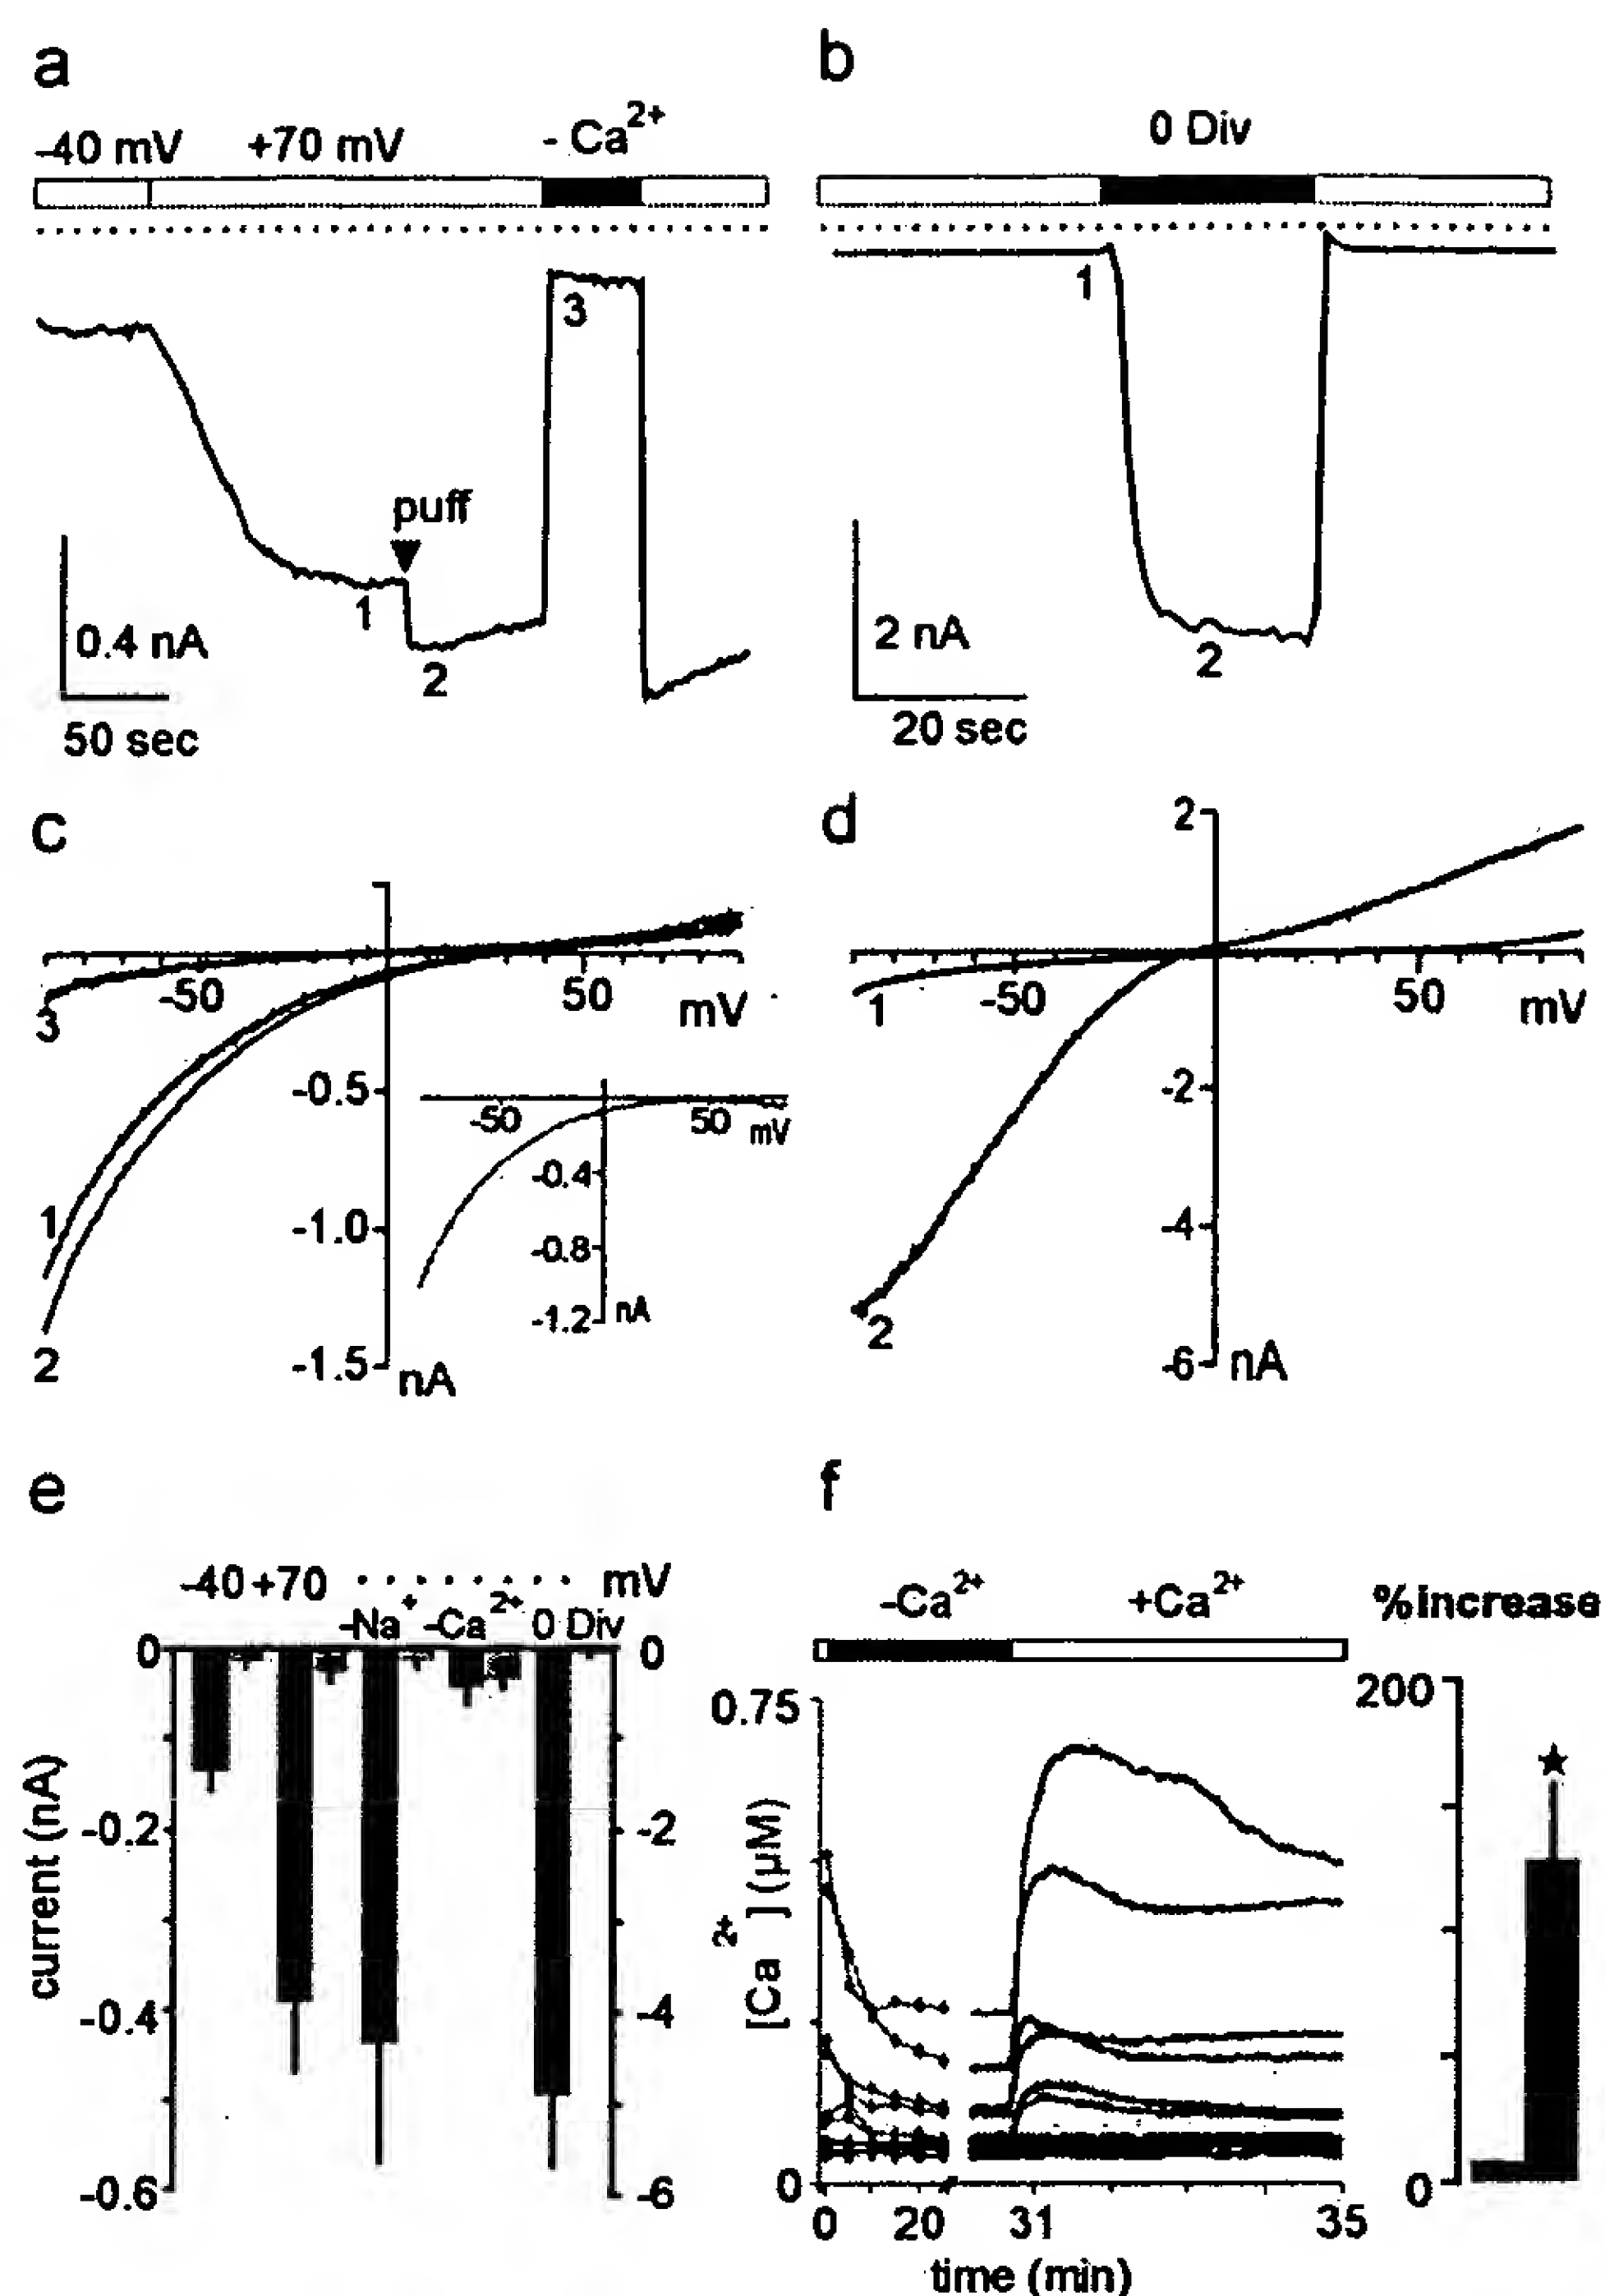 a
-40 mV +70 mV - Ca2+
puff
1
2
3
0.4 nA
50 sec
b
0 Div
1
2
2 nA
20 sec
c
-50 50 mV
3
1
2
-0.5
-1.0
-1.5 nA
-50 50 mV
-0.4
-0.8
-1.2 nA
d
2
-50 50 mV
1
-2
-4
2
-6 nA
e
-40 +70 mV
-Na+ -Ca2+ 0 Div
0 0
-0.2 -2
-0.4 -4
-0.6 -6
current (nA)
f
-Ca2+ +Ca2+ %increase
0.75
0
[Ca2+] (µM)
0 20 31 35
time (min)
200
★
0